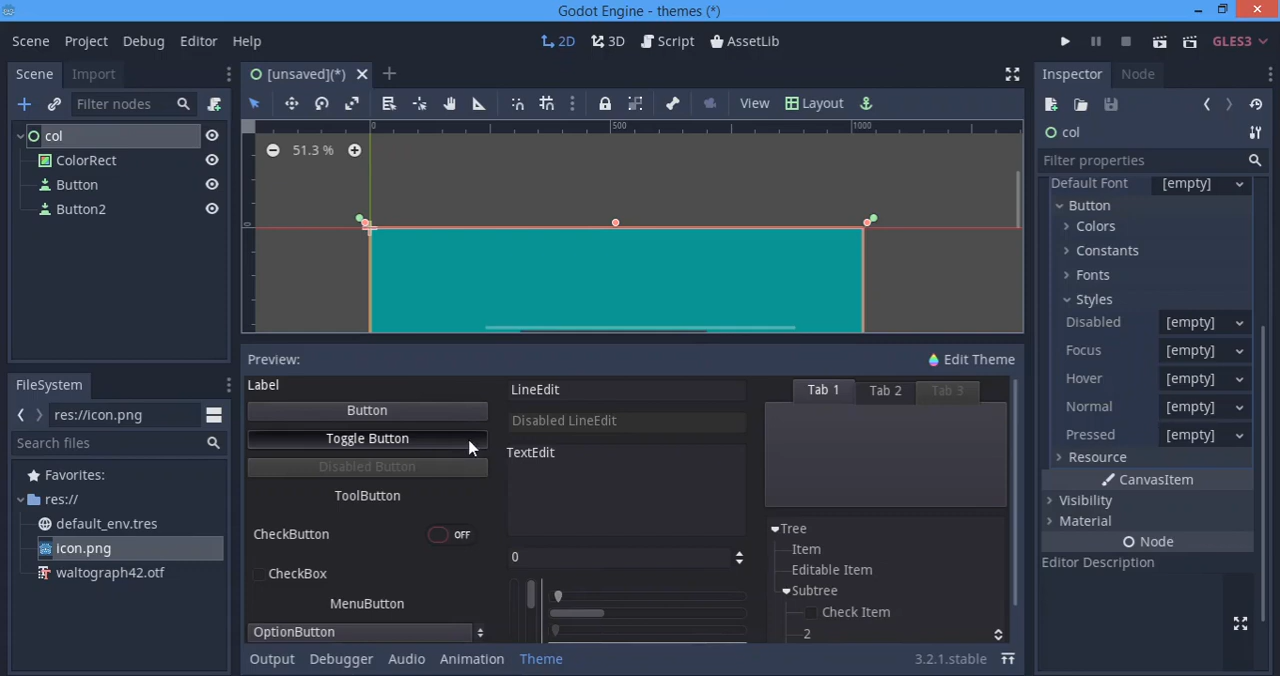 Godot Engine - themes (*)
Scene Project Debug Editor Help
2D 3D Script AssetLib
GLES3
Scene Import
Filter nodes
col
ColorRect
Button
Button2
[unsaved](*)
View Layout
0 500 1000
51.3 %
0
Inspector Node
col
Filter properties
Default Font [empty]
Button
Colors
Constants
Fonts
Styles
Disabled [empty]
Focus [empty]
Hover [empty]
Normal [empty]
Pressed [empty]
Resource
CanvasItem
Visibility
Material
Node
Editor Description
FileSystem
res://icon.png
Search files
Favorites:
res://
default_env.tres
icon.png
waltograph42.otf
Preview: Edit Theme
Label
Button
Toggle Button
Disabled Button
ToolButton
CheckButton OFF
CheckBox
MenuButton
OptionButton
LineEdit
Disabled LineEdit
TextEdit
0
Tab 1 Tab 2 Tab 3
Tree
Item
Editable Item
Subtree
Check Item
2
Output Debugger Audio Animation Theme 3.2.1.stable